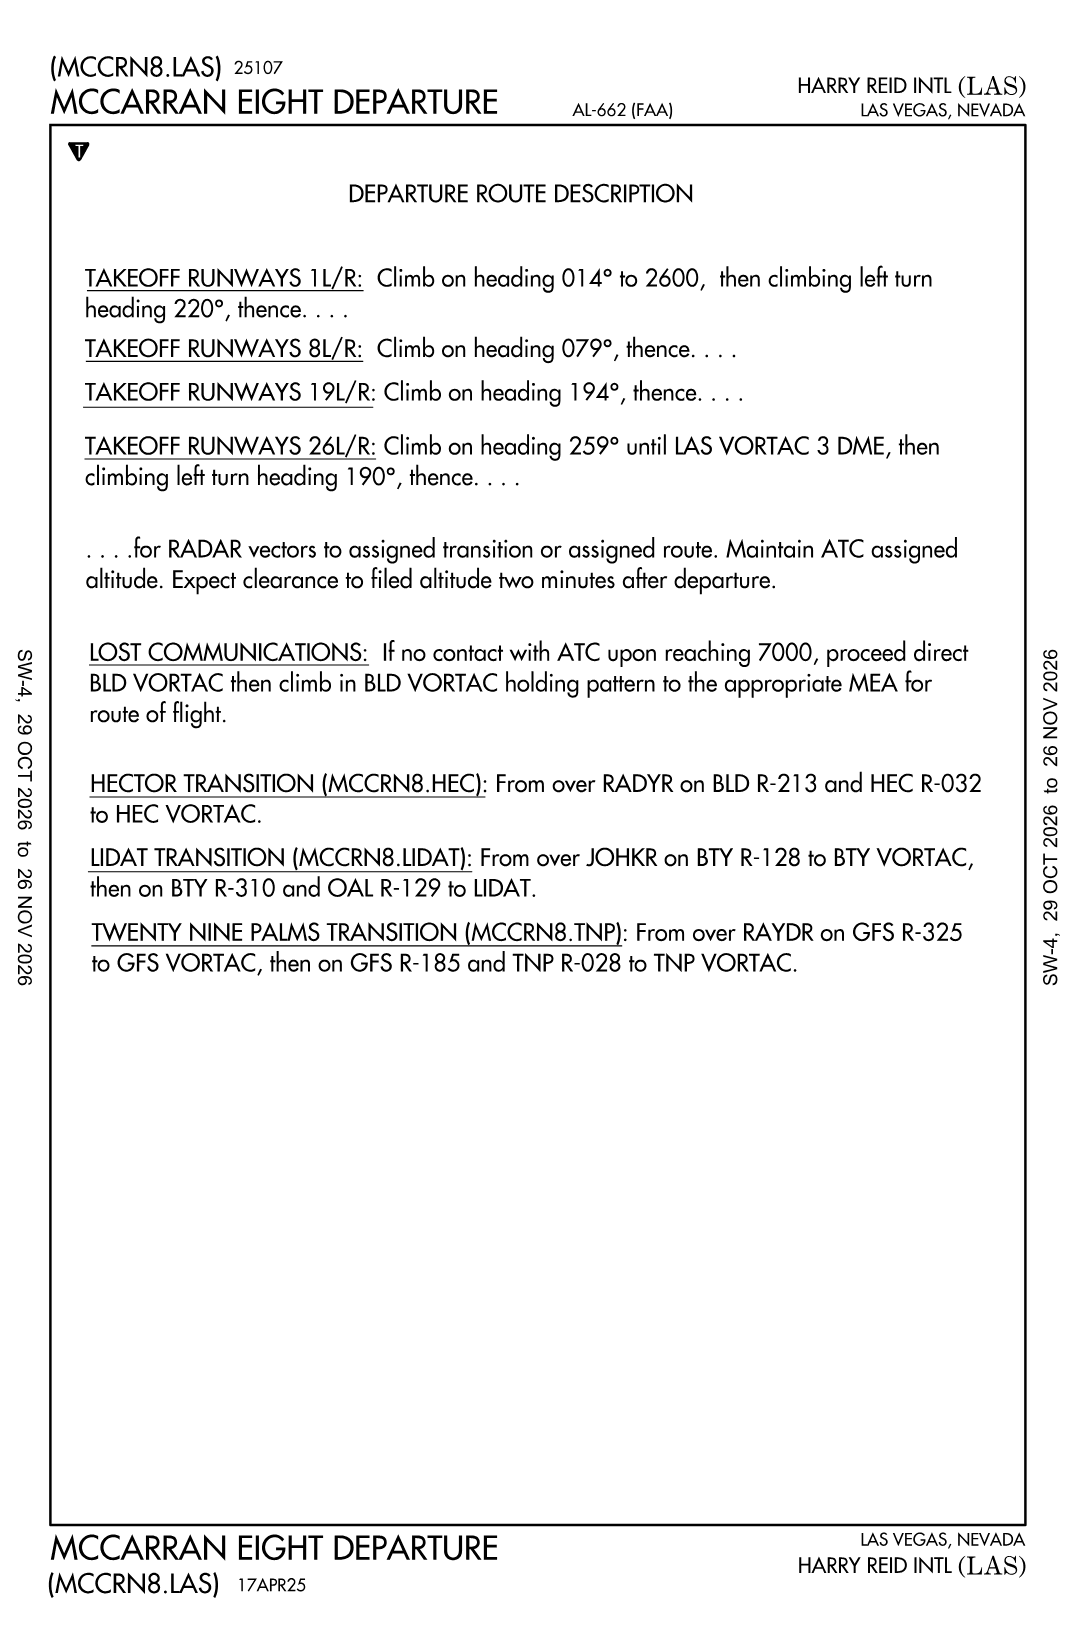 (MCCRN8.LAS) 25107
MCCARRAN EIGHT DEPARTURE
AL-662 (FAA)
HARRY REID INTL (LAS)
LAS VEGAS, NEVADA
T
DEPARTURE ROUTE DESCRIPTION
TAKEOFF RUNWAYS 1L/R: Climb on heading 014° to 2600, then climbing left turn
heading 220°, thence. . . .
TAKEOFF RUNWAYS 8L/R: Climb on heading 079°, thence. . . .
TAKEOFF RUNWAYS 19L/R: Climb on heading 194°, thence. . . .
TAKEOFF RUNWAYS 26L/R: Climb on heading 259° until LAS VORTAC 3 DME, then
climbing left turn heading 190°, thence. . . .
. . . .for RADAR vectors to assigned transition or assigned route. Maintain ATC assigned
altitude. Expect clearance to filed altitude two minutes after departure.
LOST COMMUNICATIONS: If no contact with ATC upon reaching 7000, proceed direct
BLD VORTAC then climb in BLD VORTAC holding pattern to the appropriate MEA for
route of flight.
HECTOR TRANSITION (MCCRN8.HEC): From over RADYR on BLD R-213 and HEC R-032
to HEC VORTAC.
LIDAT TRANSITION (MCCRN8.LIDAT): From over JOHKR on BTY R-128 to BTY VORTAC,
then on BTY R-310 and OAL R-129 to LIDAT.
TWENTY NINE PALMS TRANSITION (MCCRN8.TNP): From over RAYDR on GFS R-325
to GFS VORTAC, then on GFS R-185 and TNP R-028 to TNP VORTAC.
SW-4, 29 OCT 2026 to 26 NOV 2026
SW-4, 29 OCT 2026 to 26 NOV 2026
MCCARRAN EIGHT DEPARTURE
(MCCRN8.LAS) 17APR25
LAS VEGAS, NEVADA
HARRY REID INTL (LAS)